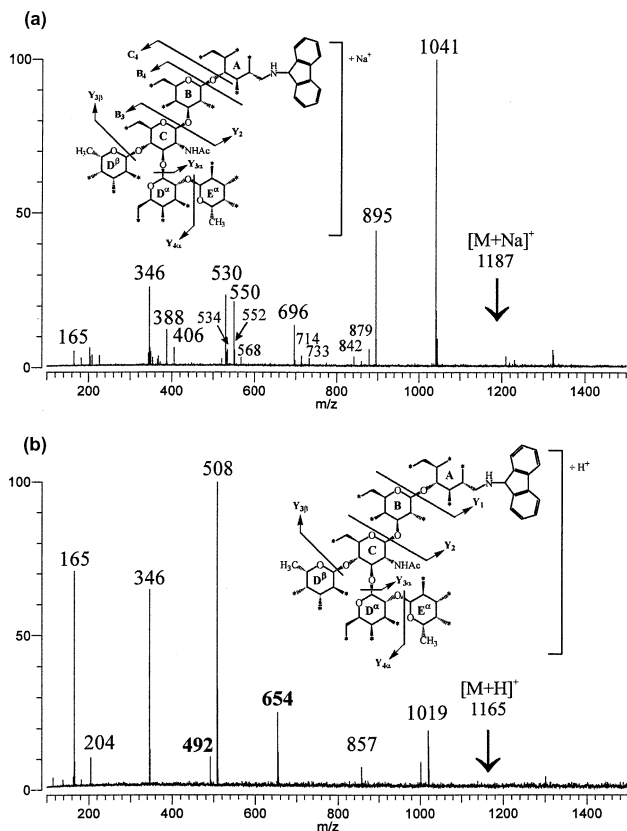 (a)
100
50
0
C4
B4
A
H
N
+ Na+
B
Y3β
B3
Y2
C
NHAc
H3C
Dβ
Y3α
Dα
Eα
CH3
Y4α
1041
895
[M+Na]+
1187
346
530
550
388
534
552
165
406
568
696
714
733
842
879
200 400 600 800 1000 1200 1400
m/z
(b)
100
50
0
508
A
H
N
+ H+
B
Y1
Y3β
C
Y2
NHAc
H3C
Dβ
Y3α
Dα
Eα
CH3
Y4α
165
346
654
[M+H]+
1165
204
492
857
1019
200 400 600 800 1000 1200 1400
m/z